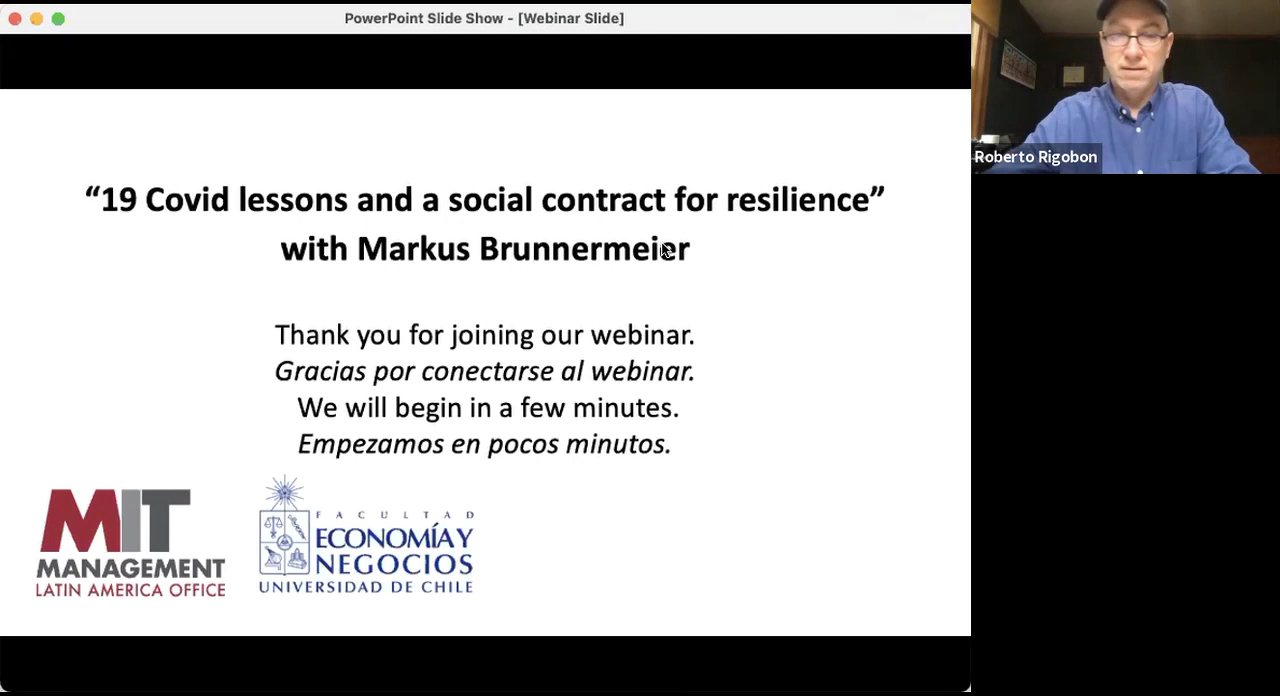 PowerPoint Slide Show - [Webinar Slide]
Roberto Rigobon
“19 Covid lessons and a social contract for resilience”
with Markus Brunnermeier
Thank you for joining our webinar.
Gracias por conectarse al webinar.
We will begin in a few minutes.
Empezamos en pocos minutos.
MIT
MANAGEMENT
LATIN AMERICA OFFICE
FACULTAD
ECONOMÍA Y
NEGOCIOS
UNIVERSIDAD DE CHILE